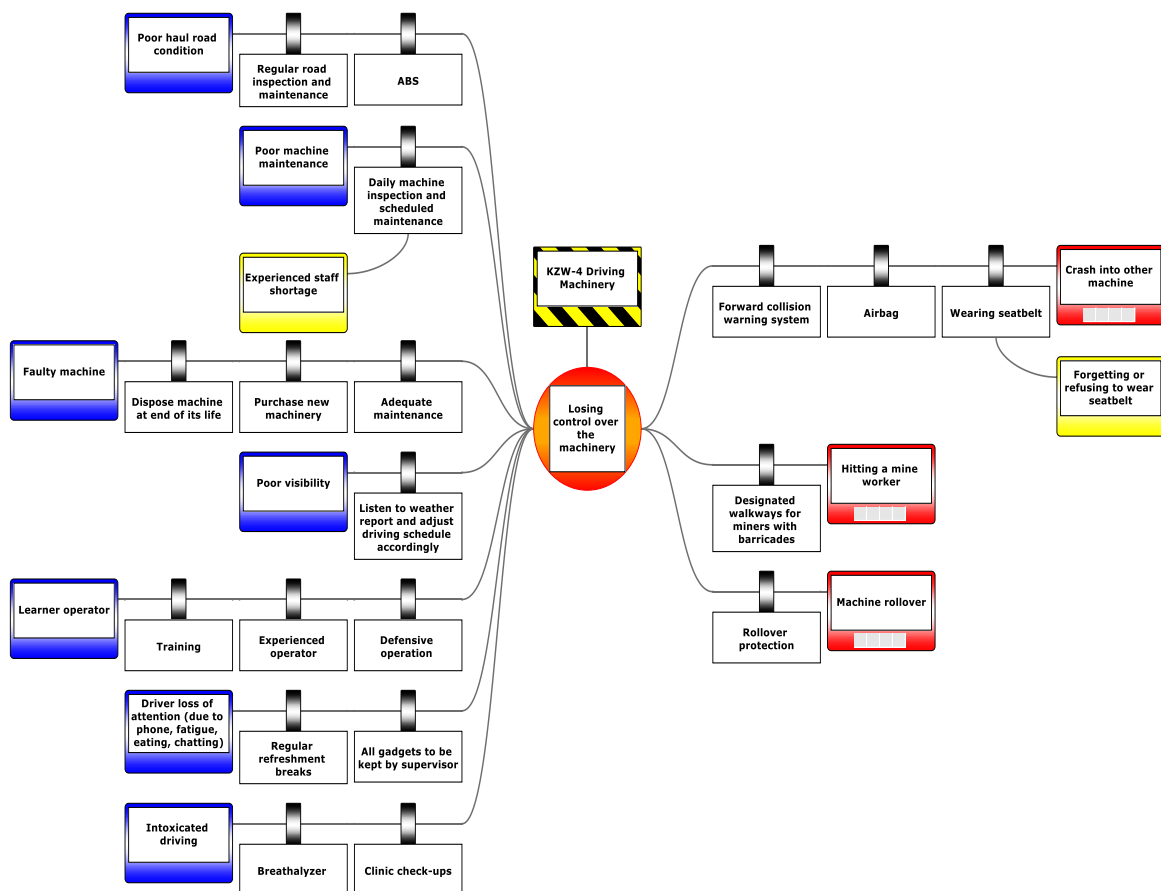 Poor haul road
condition
Regular road
inspection and
maintenance
ABS
Poor machine
maintenance
Daily machine
inspection and
scheduled
maintenance
Experienced staff
shortage
Faulty machine
Dispose machine
at end of its life
Purchase new
machinery
Adequate
maintenance
Poor visibility
Listen to weather
report and adjust
driving schedule
accordingly
Learner operator
Training
Experienced
operator
Defensive
operation
Driver loss of
attention (due to
phone, fatigue,
eating, chatting)
Regular
refreshment
breaks
All gadgets to be
kept by supervisor
Intoxicated
driving
Breathalyzer
Clinic check-ups
KZW-4 Driving
Machinery
Losing
control over
the
machinery
Forward collision
warning system
Airbag
Wearing seatbelt
Crash into other
machine
Forgetting or
refusing to wear
seatbelt
Designated
walkways for
miners with
barricades
Hitting a mine
worker
Rollover
protection
Machine rollover